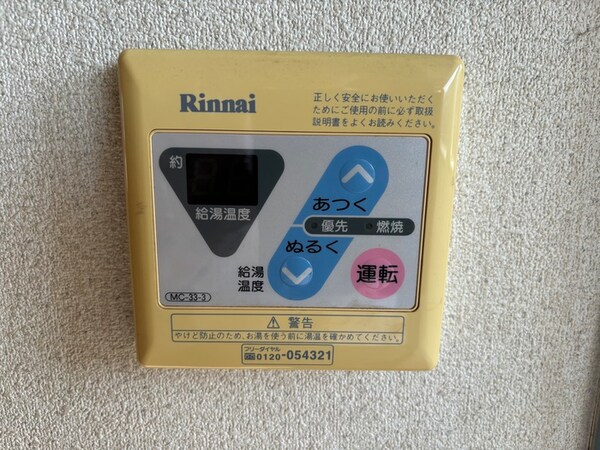 Rinnai
正しく安全にお使いいただく
ためにご使用の前に必ず取扱
説明書をよくお読みください。
約
給湯温度
あつく
優先 燃焼
ぬるく
給湯
温度
運転
MC-33-3
⚠ 警告
やけど防止のため、お湯を使う前に湯温を確かめてください。
フリーダイヤル
0120-054321